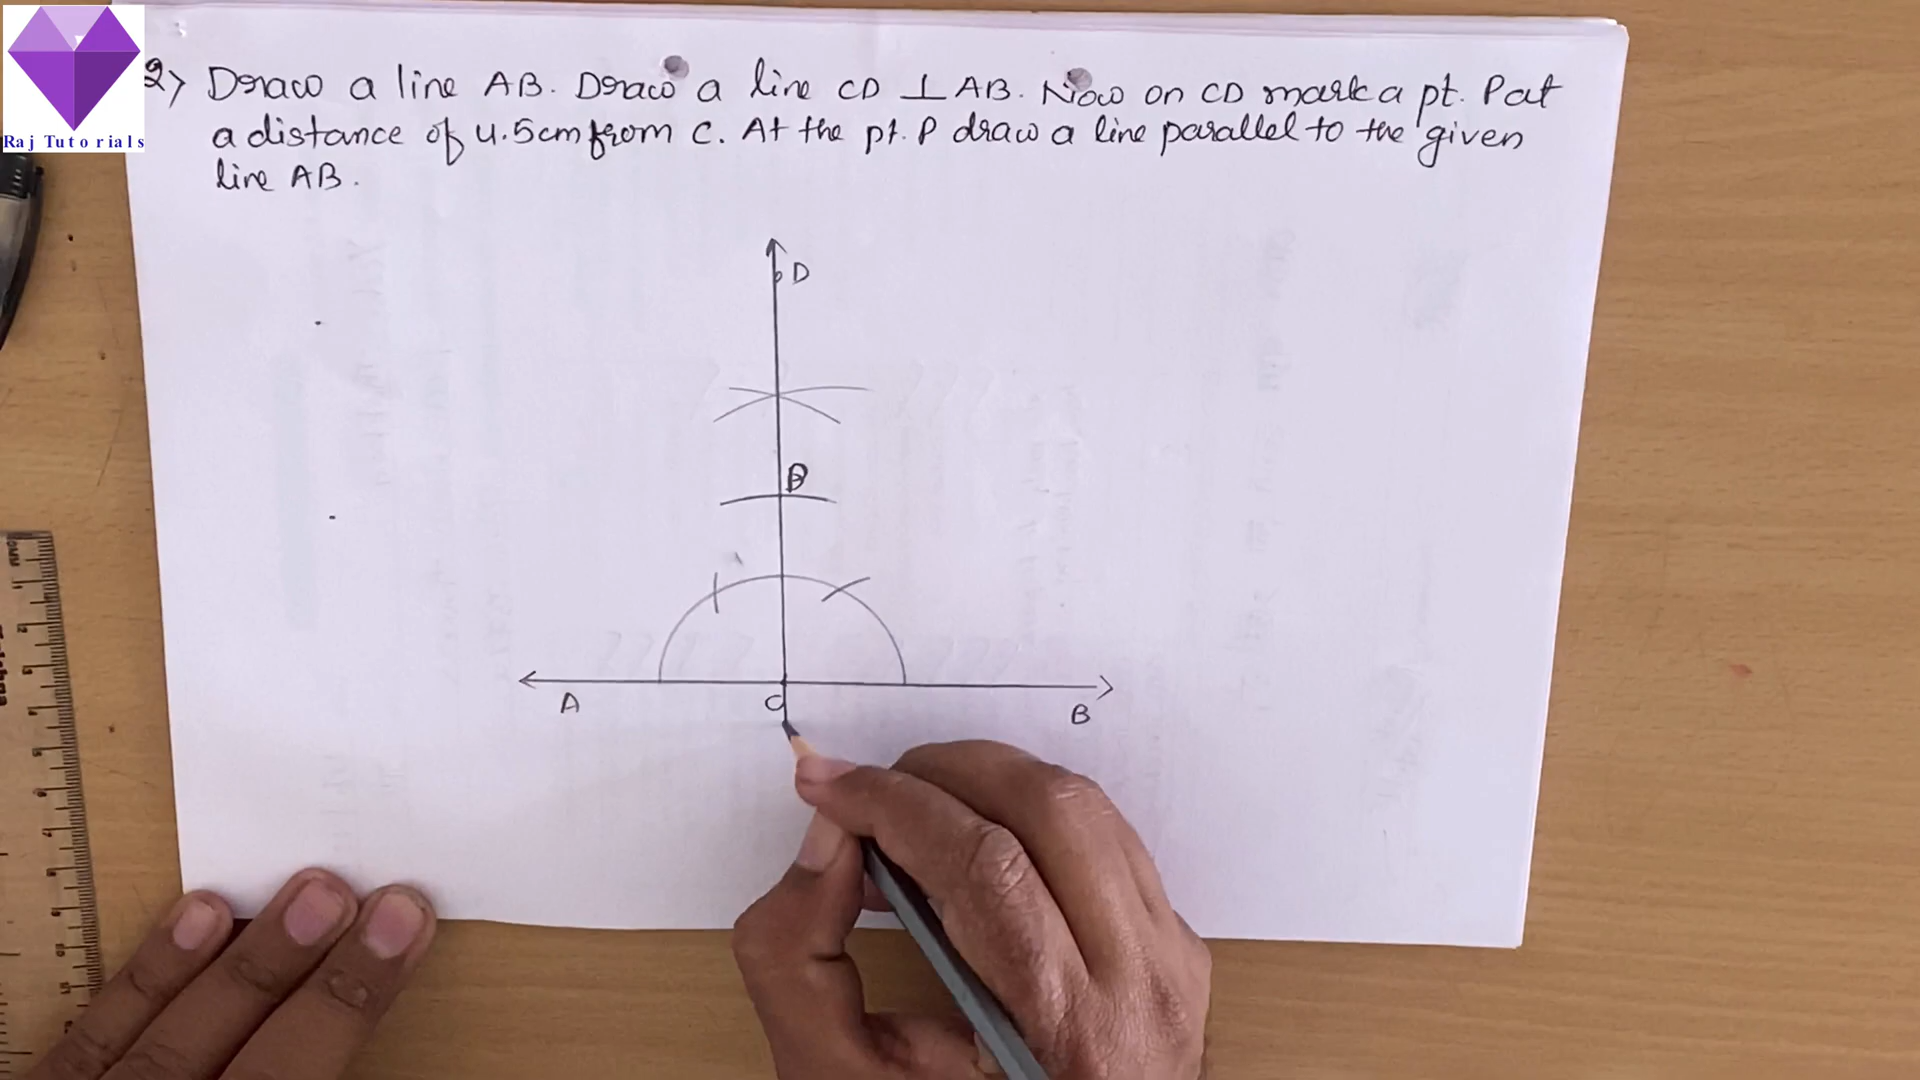 Raj Tutorials
2) Draw a line AB. Draw a line CD ⊥ AB. Now on CD mark a pt. P at
a distance of 4.5cm from C. At the pt. P draw a line parallel to the given
line AB.
D
P
A C B